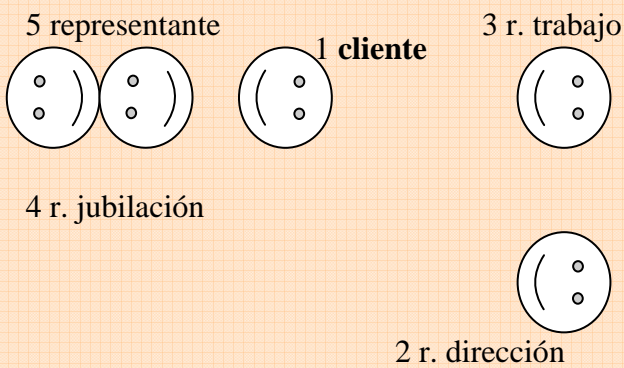 5 representante
1 cliente
3 r. trabajo
4 r. jubilación
2 r. dirección